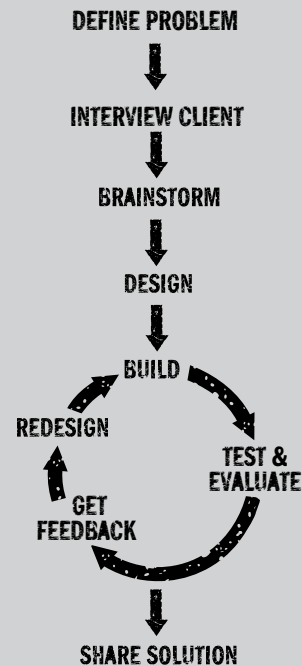 DEFINE PROBLEM
INTERVIEW CLIENT
BRAINSTORM
DESIGN
BUILD
TEST &
EVALUATE
GET
FEEDBACK
REDESIGN
SHARE SOLUTION